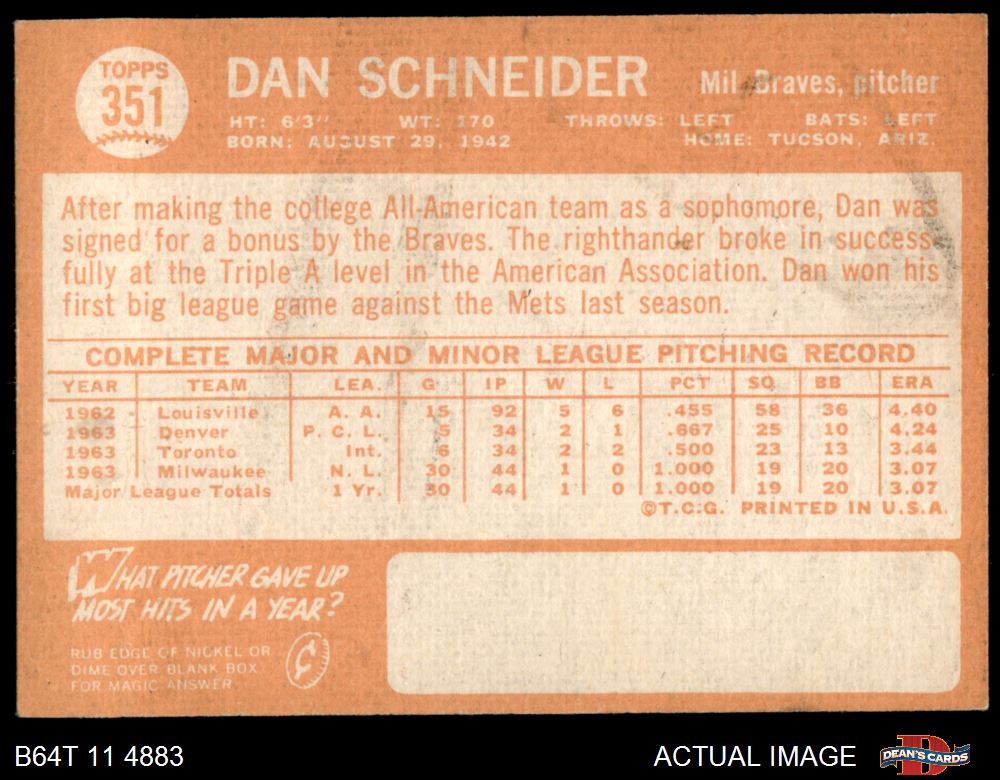 TOPPS
351
DAN SCHNEIDER
Mil. Braves, pitcher
HT: 6'3" WT: 170 THROWS: LEFT BATS: LEFT
BORN: AUGUST 29, 1942 HOME: TUCSON, ARIZ.
After making the college All-American team as a sophomore, Dan was
signed for a bonus by the Braves. The righthander broke in success-
fully at the Triple A level in the American Association. Dan won his
first big league game against the Mets last season.
COMPLETE MAJOR AND MINOR LEAGUE PITCHING RECORD
YEAR TEAM LEA. G IP W L PCT SO BB ERA
1962 Louisville A. A. 15 92 5 6 .455 58 36 4.40
1963 Denver P. C. L. 5 34 2 1 .667 25 10 4.24
1963 Toronto Int. 6 34 2 2 .500 23 13 3.44
1963 Milwaukee N. L. 30 44 1 0 1.000 19 20 3.07
Major League Totals 1 Yr. 30 44 1 0 1.000 19 20 3.07
©T.C.G. PRINTED IN U.S.A.
WHAT PITCHER GAVE UP
MOST HITS IN A YEAR?
RUB EDGE OF NICKEL OR
DIME OVER BLANK BOX
FOR MAGIC ANSWER
¢
B64T 11 4883
ACTUAL IMAGE
DEAN'S CARDS